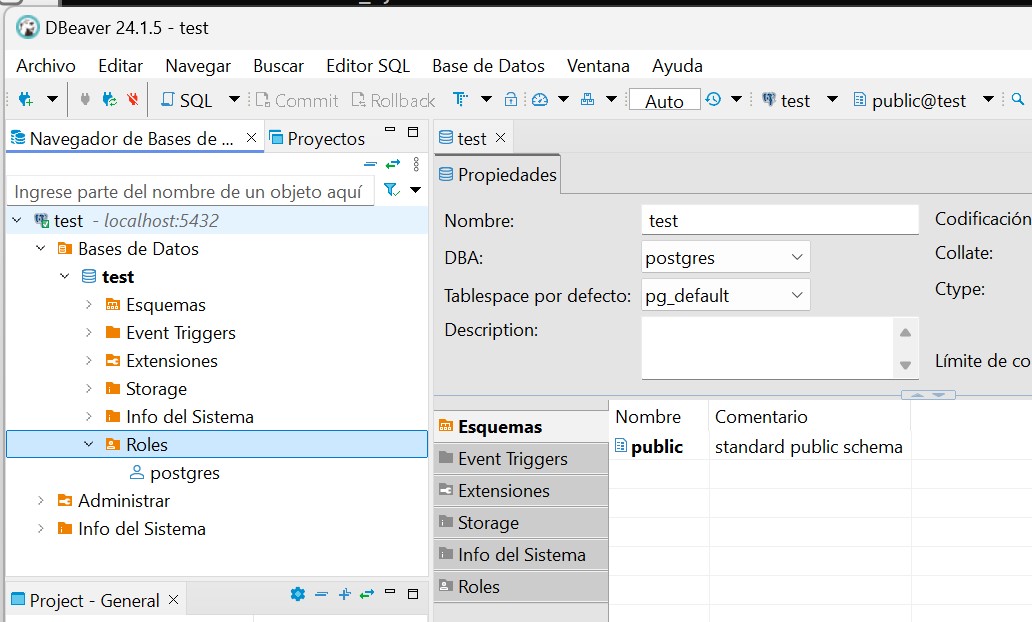 DBeaver 24.1.5 - test
Archivo Editar Navegar Buscar Editor SQL Base de Datos Ventana Ayuda
SQL Commit Rollback Auto test public@test
Navegador de Bases de ... Proyectos
Ingrese parte del nombre de un objeto aquí
test - localhost:5432
Bases de Datos
test
Esquemas
Event Triggers
Extensiones
Storage
Info del Sistema
Roles
postgres
Administrar
Info del Sistema
Project - General
test
Propiedades
Nombre: test Codificación
DBA: postgres Collate:
Tablespace por defecto: pg_default Ctype:
Description:
Límite de co
Esquemas
Event Triggers
Extensiones
Storage
Info del Sistema
Roles
Nombre Comentario
public standard public schema